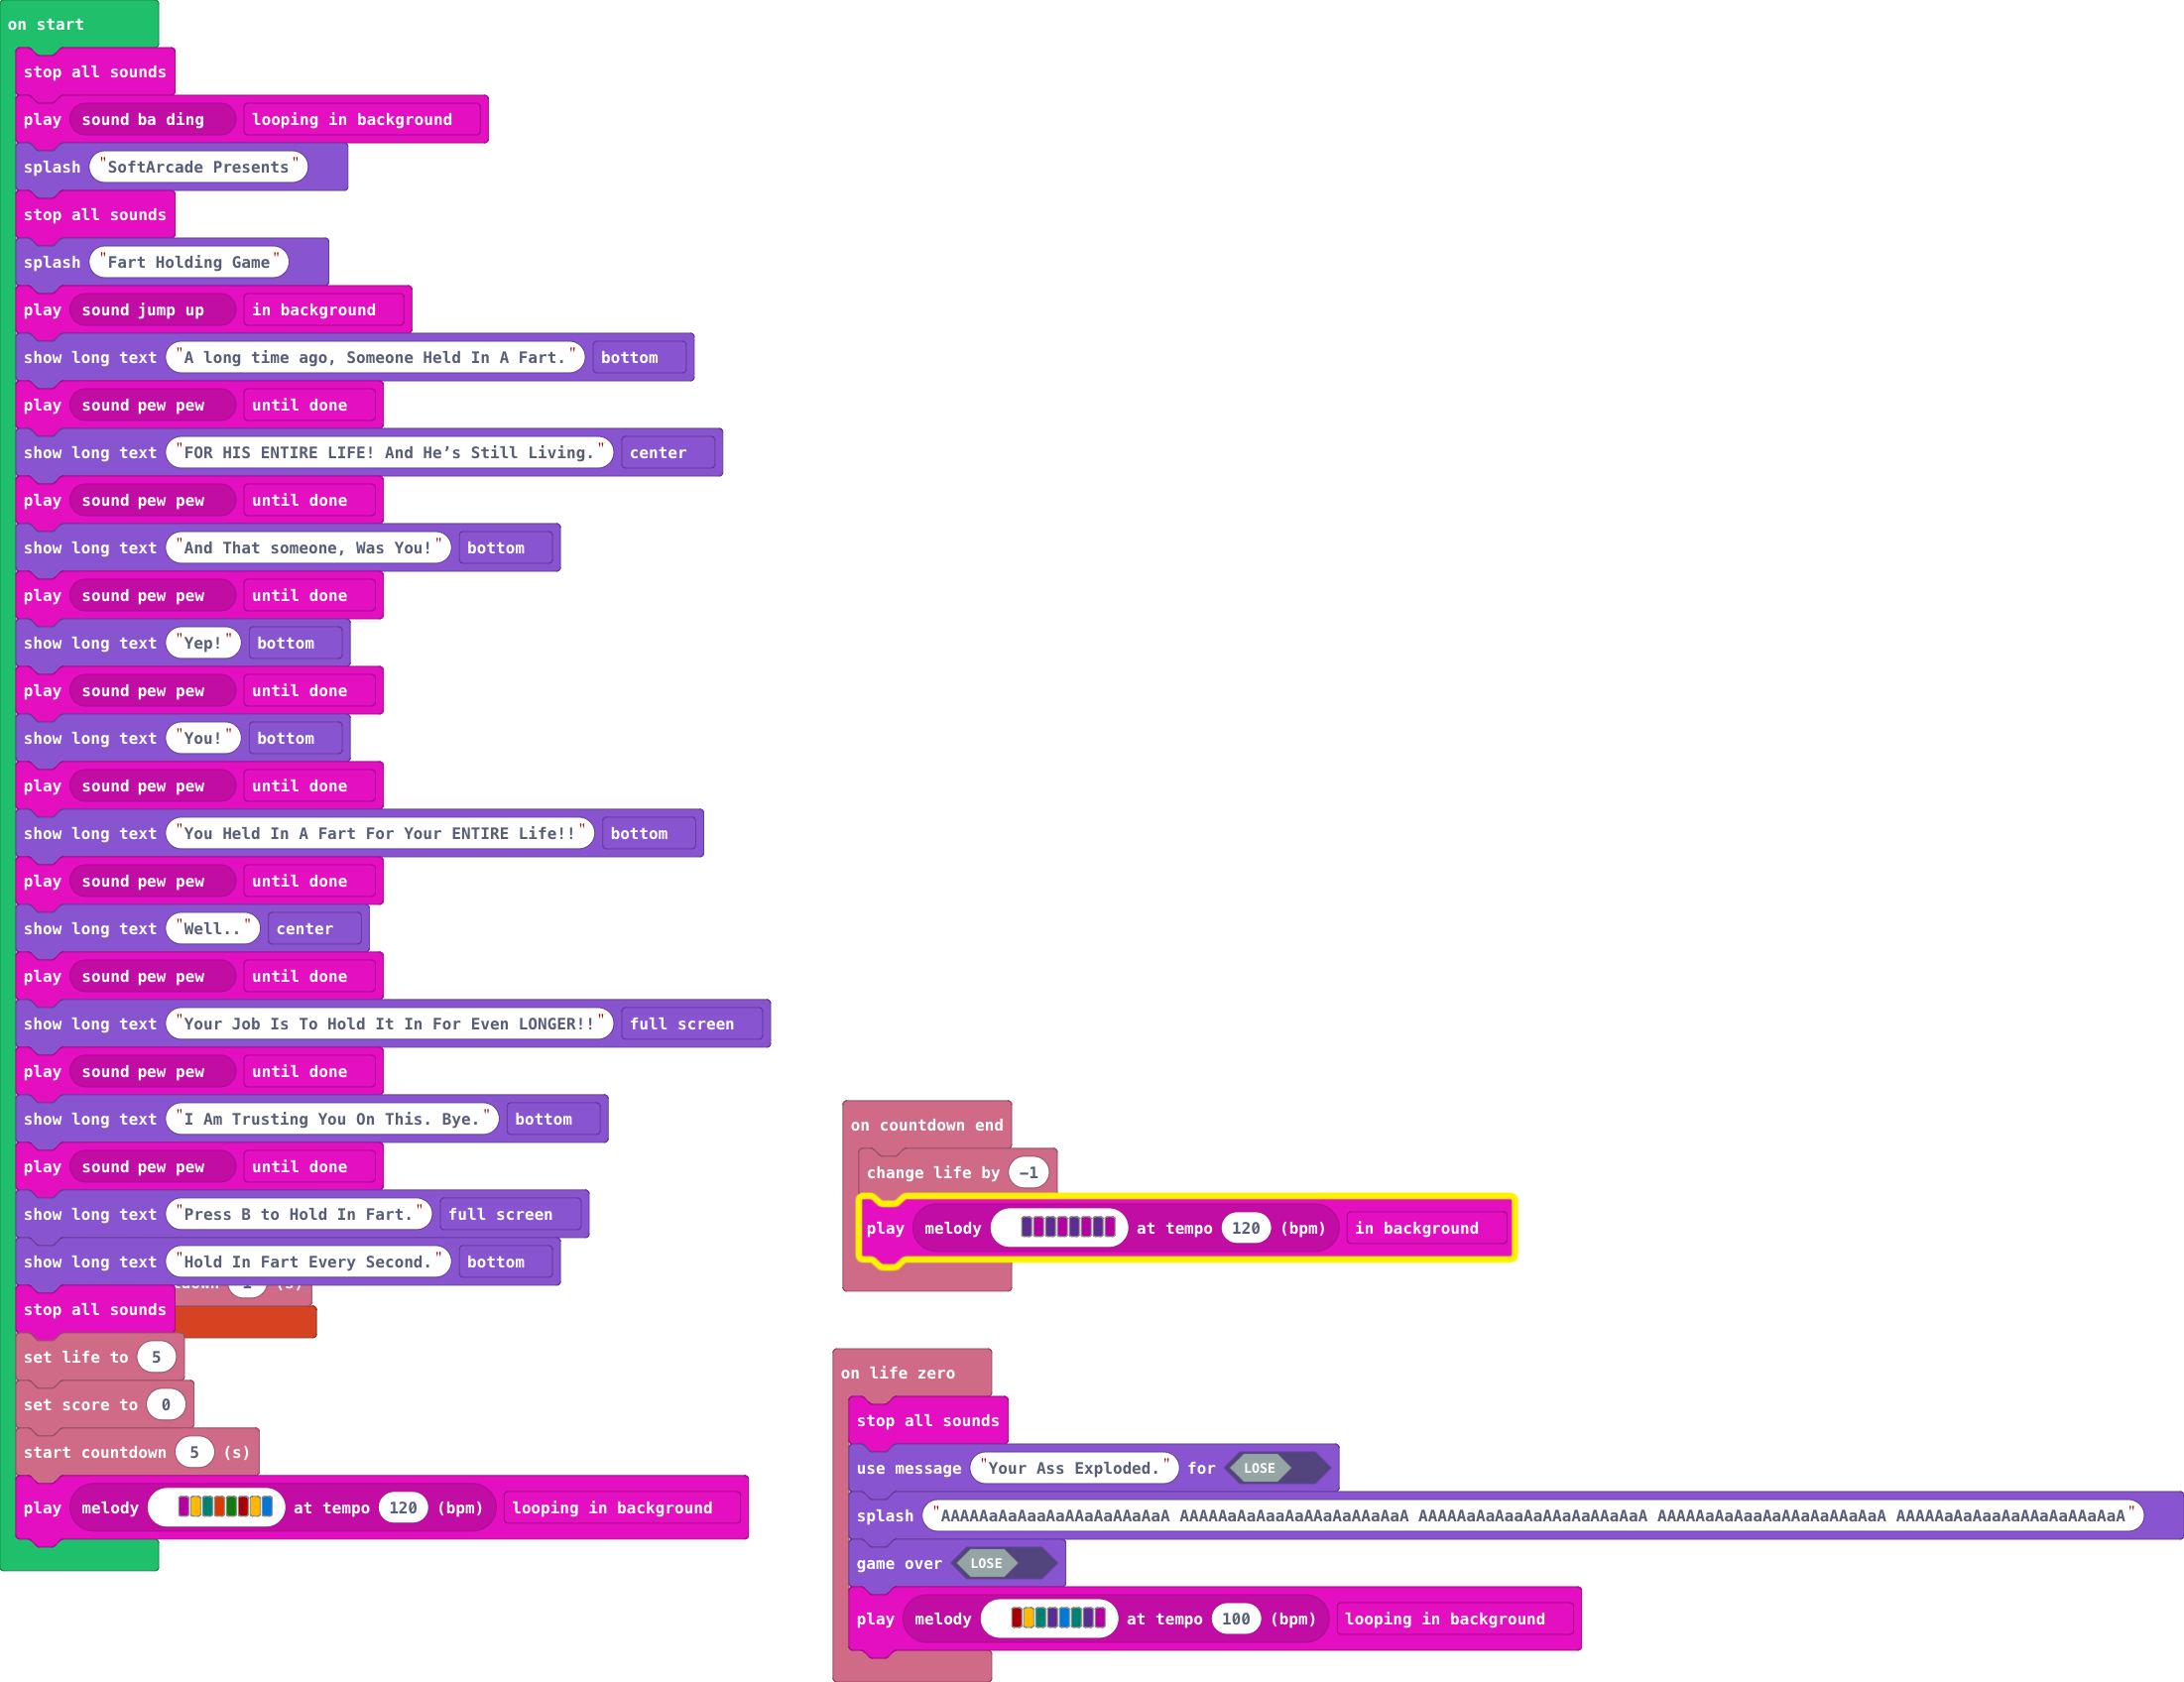 on start
stop all sounds
play sound ba ding looping in background
splash "SoftArcade Presents"
stop all sounds
splash "Fart Holding Game"
play sound jump up in background
show long text "A long time ago, Someone Held In A Fart." bottom
play sound pew pew until done
show long text "FOR HIS ENTIRE LIFE! And He’s Still Living." center
play sound pew pew until done
show long text "And That someone, Was You!" bottom
play sound pew pew until done
show long text "Yep!" bottom
play sound pew pew until done
show long text "You!" bottom
play sound pew pew until done
show long text "You Held In A Fart For Your ENTIRE Life!!" bottom
play sound pew pew until done
show long text "Well.." center
play sound pew pew until done
show long text "Your Job Is To Hold It In For Even LONGER!!" full screen
play sound pew pew until done
show long text "I Am Trusting You On This. Bye." bottom
play sound pew pew until done
show long text "Press B to Hold In Fart." full screen
show long text "Hold In Fart Every Second." bottom
stop all sounds
set life to 5
set score to 0
start countdown 5 (s)
play melody at tempo 120 (bpm) looping in background
on countdown end
change life by −1
play melody at tempo 120 (bpm) in background
on life zero
stop all sounds
use message "Your Ass Exploded." for LOSE
splash "AAAAAaAaAaaAaAAaAaAAaAaA AAAAAaAaAaaAaAAaAaAAaAaA AAAAAaAaAaaAaAAaAaAAaAaA AAAAAaAaAaaAaAAaAaAAaAaA AAAAAaAaAaaAaAAaAaAAaAaA"
game over LOSE
play melody at tempo 100 (bpm) looping in background